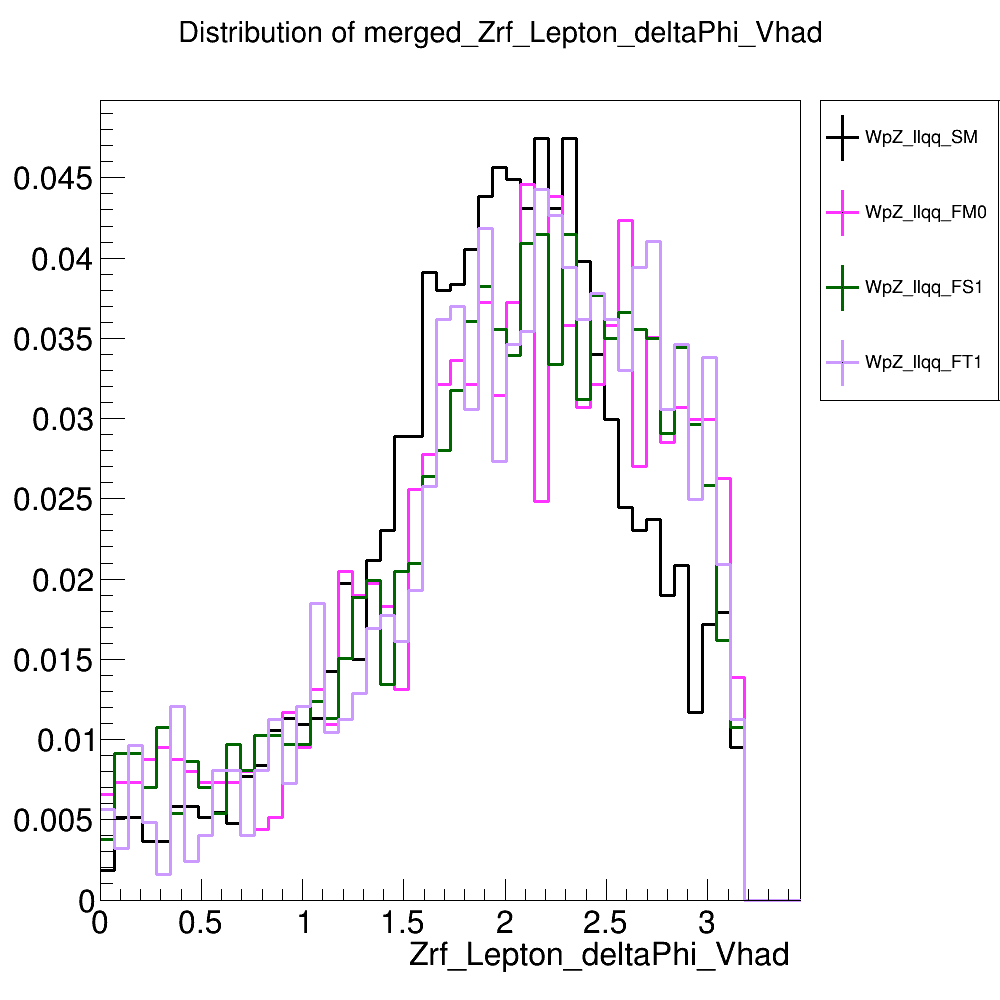 Distribution of merged_Zrf_Lepton_deltaPhi_Vhad
WpZ_llqq_SM
WpZ_llqq_FM0
WpZ_llqq_FS1
WpZ_llqq_FT1
0.045
0.04
0.035
0.03
0.025
0.02
0.015
0.01
0.005
0
0 0.5 1 1.5 2 2.5 3
Zrf_Lepton_deltaPhi_Vhad